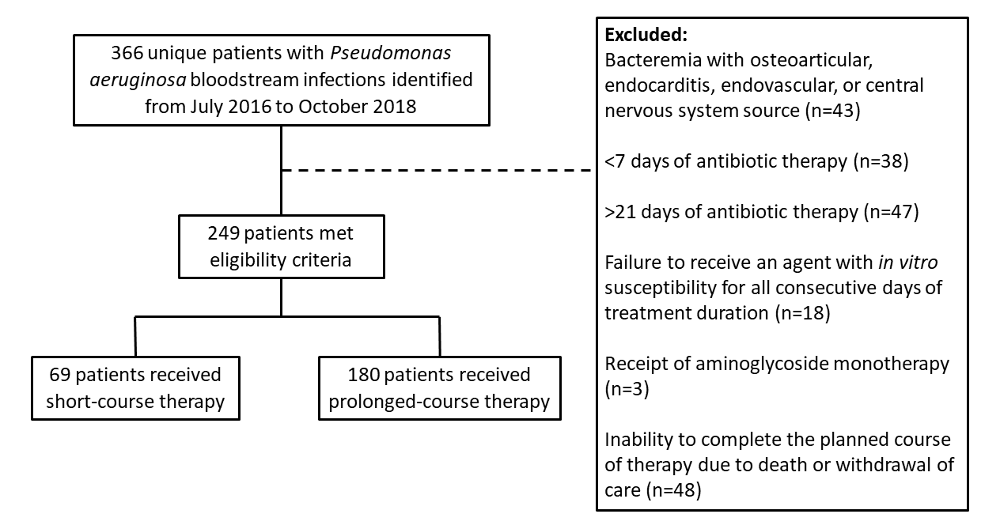 366 unique patients with Pseudomonas
aeruginosa bloodstream infections identified
from July 2016 to October 2018
249 patients met
eligibility criteria
69 patients received
short-course therapy
180 patients received
prolonged-course therapy
Excluded:
Bacteremia with osteoarticular,
endocarditis, endovascular, or central
nervous system source (n=43)
<7 days of antibiotic therapy (n=38)
>21 days of antibiotic therapy (n=47)
Failure to receive an agent with in vitro
susceptibility for all consecutive days of
treatment duration (n=18)
Receipt of aminoglycoside monotherapy
(n=3)
Inability to complete the planned course
of therapy due to death or withdrawal of
care (n=48)